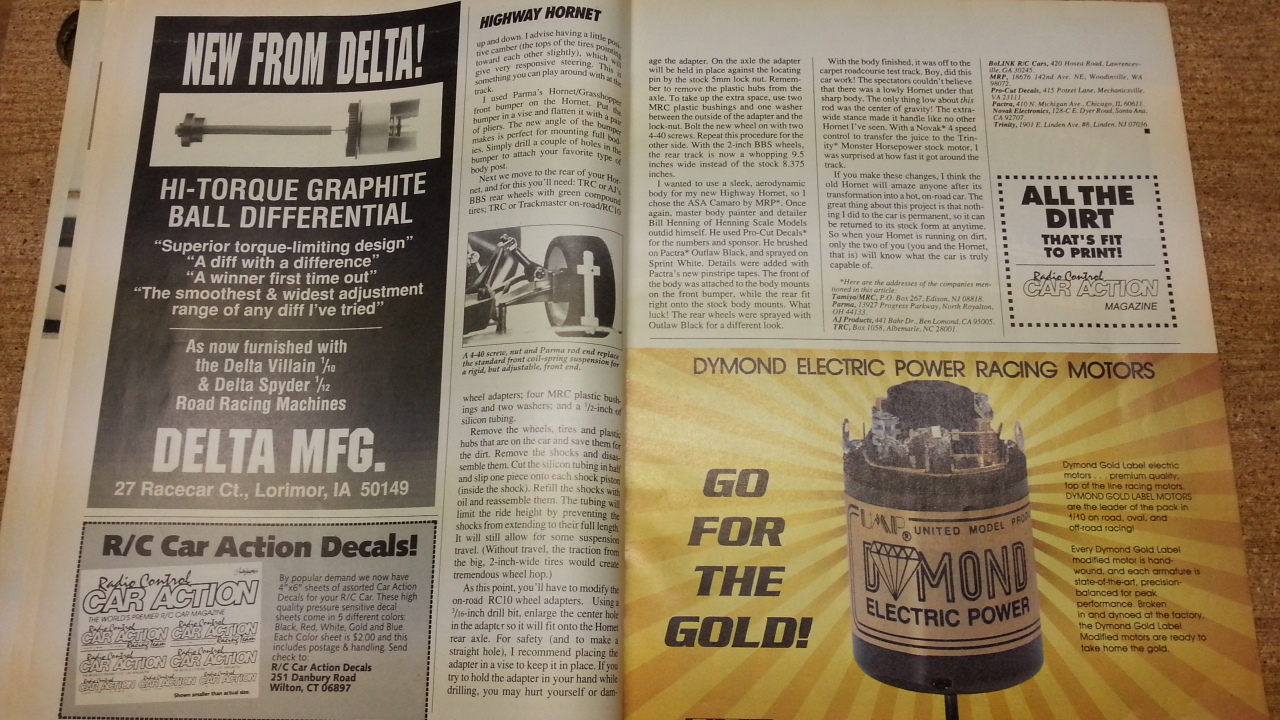 NEW FROM DELTA!
HI-TORQUE GRAPHITE
BALL DIFFERENTIAL
“Superior torque-limiting design”
“A diff with a difference”
“A winner first time out”
“The smoothest & widest adjustment
range of any diff I’ve tried”
As now furnished with
the Delta Villain 1/10
& Delta Spyder 1/12
Road Racing Machines
DELTA MFG.
27 Racecar Ct., Lorimor, IA 50149
R/C Car Action Decals!
Radio Control
CAR ACTION
THE WORLD'S PREMIER R/C CAR MAGAZINE
Shown smaller than actual size.
By popular demand we now have
4"x6" sheets of assorted Car Action
Decals for your R/C Car. These high
quality pressure sensitive decal
sheets come in 5 different colors:
Black, Red, White, Gold and Blue.
Each Color sheet is $2.00 and this
includes postage & handling. Send
check to:
R/C Car Action Decals
251 Danbury Road
Wilton, CT 06897
HIGHWAY HORNET
up and down. I advise having a little posi-
tive camber (the tops of the tires pointing
toward each other slightly), which will
give very responsive steering. This is
something you can play around with at the
track.
I used Parma's Hornet/Grasshopper
front bumper on the Hornet. Put the
bumper in a vise and flatten it with a pair
of pliers. The new angle of the bumper
makes is perfect for mounting full bod-
ies. Simply drill a couple of holes in the
bumper to attach your favorite type of
body post.
Next we move to the rear of your Hor-
net, and for this you'll need: TRC or AJ's
BBS rear wheels with green compound
tires; TRC or Trackmaster on-road/RC10
A 4-40 screw, nut and Parma rod end replace
the standard front coil-spring suspension for
a rigid, but adjustable, front end.
wheel adapters; four MRC plastic bush-
ings and two washers; and a 1/2-inch of
silicon tubing.
Remove the wheels, tires and plastic
hubs that are on the car and save them for
the dirt. Remove the shocks and disas-
semble them. Cut the silicon tubing in half
and slip one piece onto each shock piston
(inside the shock). Refill the shocks with
oil and reassemble them. The tubing will
limit the ride height by preventing the
shocks from extending to their full length.
It will still allow for some suspension
travel. (Without travel, the traction from
the big, 2-inch-wide tires would create
tremendous wheel hop.)
As this point, you'll have to modify the
on-road RC10 wheel adapters. Using a
7/16-inch drill bit, enlarge the center hole
in the adapter so it will fit onto the Hornet
rear axle. For safety (and to make a
straight hole), I recommend placing the
adapter in a vise to keep it in place. If you
try to hold the adapter in your hand while
drilling, you may hurt yourself or dam-
age the adapter. On the axle the adapter
will be held in place against the locating
pin by the stock 5mm lock nut. Remem-
ber to remove the plastic hubs from the
axle. To take up the extra space, use two
MRC plastic bushings and one washer
between the outside of the adapter and the
lock-nut. Bolt the new wheel on with two
4-40 screws. Repeat this procedure for the
other side. With the 2-inch BBS wheels,
the rear track is now a whopping 9.5
inches wide instead of the stock 8.375
inches.
I wanted to use a sleek, aerodynamic
body for my new Highway Hornet, so I
chose the ASA Camaro by MRP*. Once
again, master body painter and detailer
Bill Henning of Henning Scale Models
outdid himself. He used Pro-Cut Decals*
for the numbers and sponsor. He brushed
on Pactra* Outlaw Black, and sprayed on
Sprint White. Details were added with
Pactra's new pinstripe tapes. The front of
the body was attached to the body mounts
on the front bumper, while the rear fit
right onto the stock body mounts. What
luck! The rear wheels were sprayed with
Outlaw Black for a different look.
With the body finished, it was off to the
carpet roadcourse test track. Boy, did this
car work! The spectators couldn't believe
that there was a lowly Hornet under that
sharp body. The only thing low about this
rod was the center of gravity! The extra-
wide stance made it handle like no other
Hornet I've seen. With a Novak* 4 speed
control to transfer the juice to the Trin-
ity* Monster Horsepower stock motor, I
was surprised at how fast it got around the
track.
If you make these changes, I think the
old Hornet will amaze anyone after its
transformation into a hot, on-road car. The
great thing about this project is that noth-
ing I did to the car is permanent, so it can
be returned to its stock form at anytime.
So when your Hornet is running on dirt,
only the two of you (you and the Hornet,
that is) will know what the car is truly
capable of.
*Here are the addresses of the companies men-
tioned in this article:
Tamiya/MRC, P.O. Box 267, Edison, NJ 08818.
Parma, 13927 Progress Parkway, North Royalton,
OH 44133.
AJ Products, 441 Bahr Dr., Ben Lomond, CA 95005.
TRC, Box 1058, Albemarle, NC 28001.
BoLINK R/C Cars, 420 Hosea Road, Lawrence-
ville, GA 30245.
MRP, 18676 142nd Ave. NE, Woodinville, WA
98072.
Pro-Cut Decals, 415 Poteet Lane, Mechanicsville,
VA 23111
Pactra, 410 N. Michigan Ave., Chicago, IL 60611.
Novak Electronics, 128-C E. Dyer Road, Santa Ana,
CA 92707.
Trinity, 1901 E. Linden Ave. #8, Linden, NJ 07036.
ALL THE
DIRT
THAT'S FIT
TO PRINT!
Radio Control
CAR ACTION
MAGAZINE
DYMOND ELECTRIC POWER RACING MOTORS
GO
FOR
THE
GOLD!
UMP® UNITED MODEL PROD
DYMOND
ELECTRIC POWER
Dymond Gold Label electric
motors . . . premium quality,
top of the line racing motors.
DYMOND GOLD LABEL MOTORS
are the leader of the pack in
1/10 on road, oval, and
off-road racing!
Every Dymond Gold Label
modified motor is hand-
wound, and each armature is
state-of-the-art, precision-
balanced for peak
performance. Broken
in and dynoed at the factory,
the Dymond Gold Label
Modified motors are ready to
take home the gold.